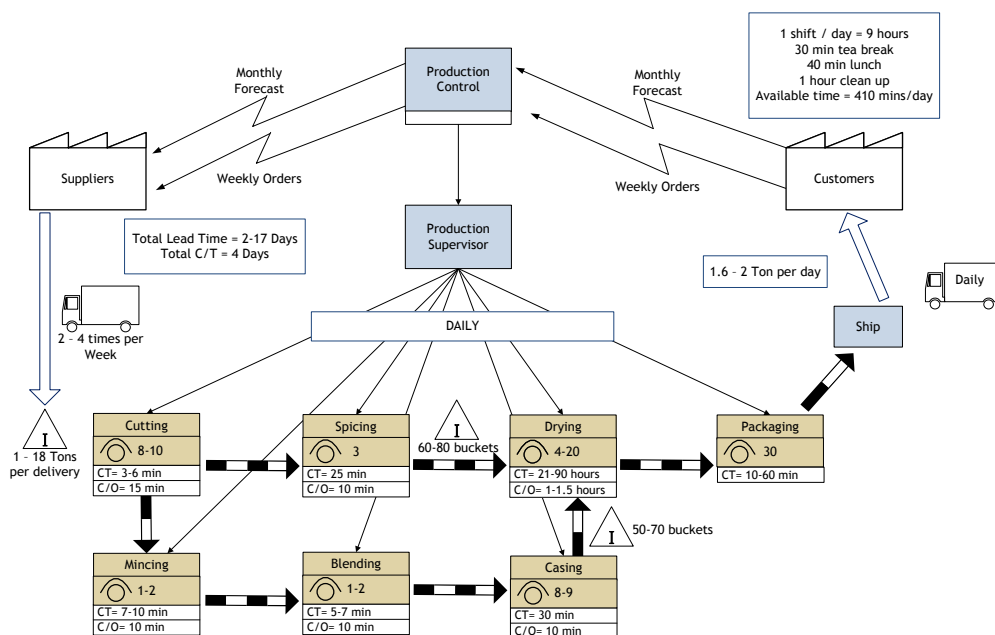 1 shift / day = 9 hours
30 min tea break
40 min lunch
1 hour clean up
Available time = 410 mins/day
Production
Control
Monthly
Forecast
Monthly
Forecast
Suppliers
Weekly Orders
Weekly Orders
Customers
Total Lead Time = 2-17 Days
Total C/T = 4 Days
Production
Supervisor
1.6 - 2 Ton per day
Daily
2 - 4 times per
Week
DAILY
Ship
I
1 - 18 Tons
per delivery
Cutting
8-10
CT= 3-6 min
C/O= 15 min
Spicing
3
CT= 25 min
C/O= 10 min
I
60-80 buckets
Drying
4-20
CT= 21-90 hours
C/O= 1-1.5 hours
Packaging
30
CT= 10-60 min
I
50-70 buckets
Mincing
1-2
CT= 7-10 min
C/O= 10 min
Blending
1-2
CT= 5-7 min
C/O= 10 min
Casing
8-9
CT= 30 min
C/O= 10 min